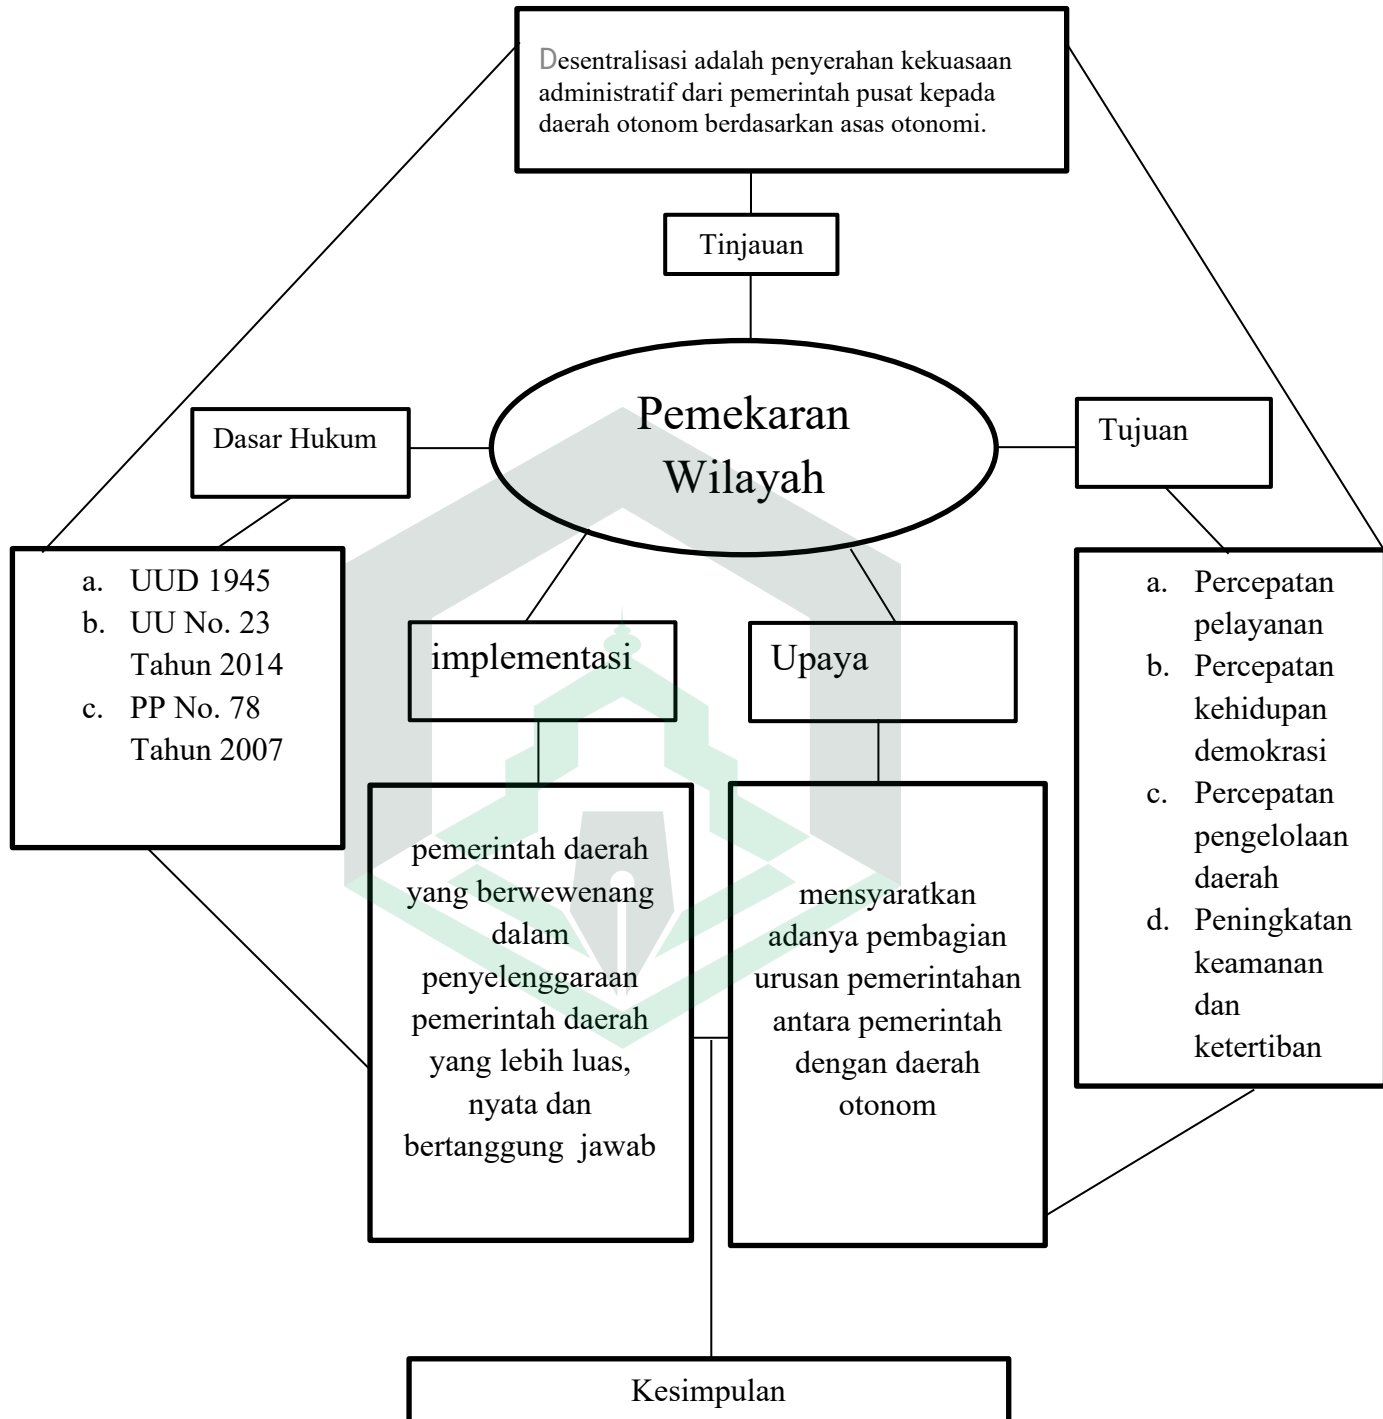 Desentralisasi adalah penyerahan kekuasaan
administratif dari pemerintah pusat kepada
daerah otonom berdasarkan asas otonomi.
Tinjauan
Pemekaran
Wilayah
Dasar Hukum
Tujuan
a. UUD 1945
b. UU No. 23
Tahun 2014
c. PP No. 78
Tahun 2007
implementasi
Upaya
a. Percepatan
pelayanan
b. Percepatan
kehidupan
demokrasi
c. Percepatan
pengelolaan
daerah
d. Peningkatan
keamanan
dan
ketertiban
pemerintah daerah
yang berwewenang
dalam
penyelenggaraan
pemerintah daerah
yang lebih luas,
nyata dan
bertanggung  jawab
mensyaratkan
adanya pembagian
urusan pemerintahan
antara pemerintah
dengan daerah
otonom
Kesimpulan